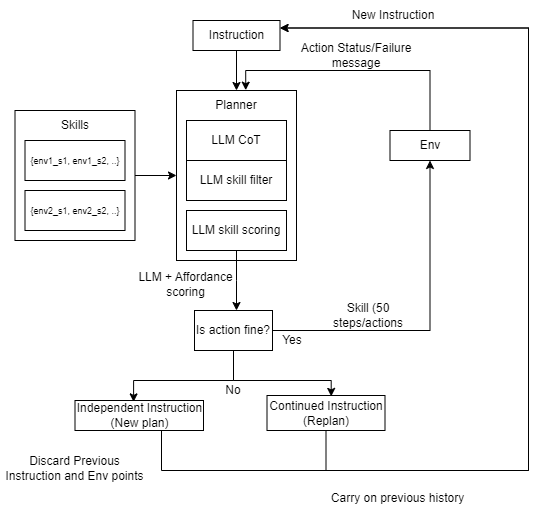 New Instruction
Instruction
Action Status/Failure
message
Planner
Skills
LLM CoT
Env
{env1_s1, env1_s2, ..}
LLM skill filter
{env2_s1, env2_s2, ..}
LLM skill scoring
LLM + Affordance
scoring
Skill (50
steps/actions
Is action fine?
Yes
No
Independent Instruction
(New plan)
Continued Instruction
(Replan)
Discard Previous
Instruction and Env points
Carry on previous history